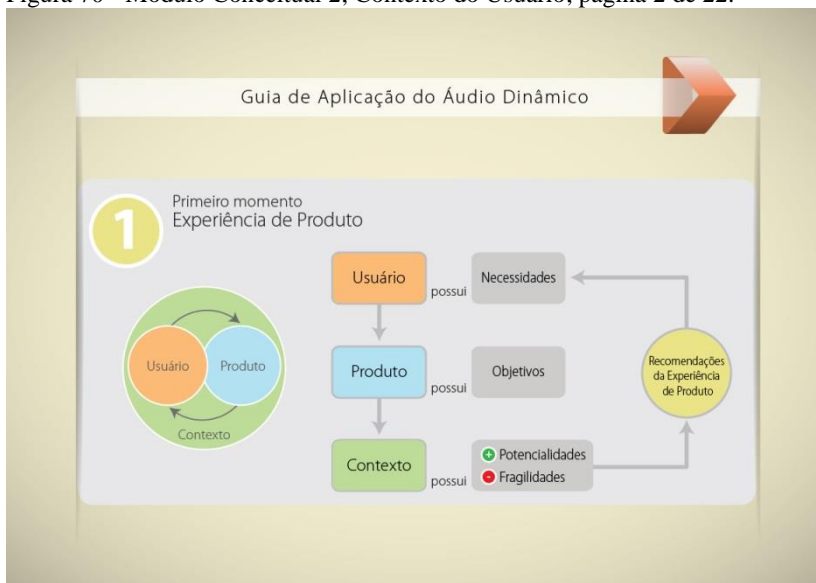 Figura 70 - Módulo Conceitual 2, Contexto do Usuário, página 2 de 22.
Guia de Aplicação do Áudio Dinâmico
1
Primeiro momento
Experiência de Produto
Usuário
Produto
Contexto
Usuário
possui
Necessidades
Produto
possui
Objetivos
Contexto
possui
+ Potencialidades
- Fragilidades
Recomendações
da Experiência
de Produto